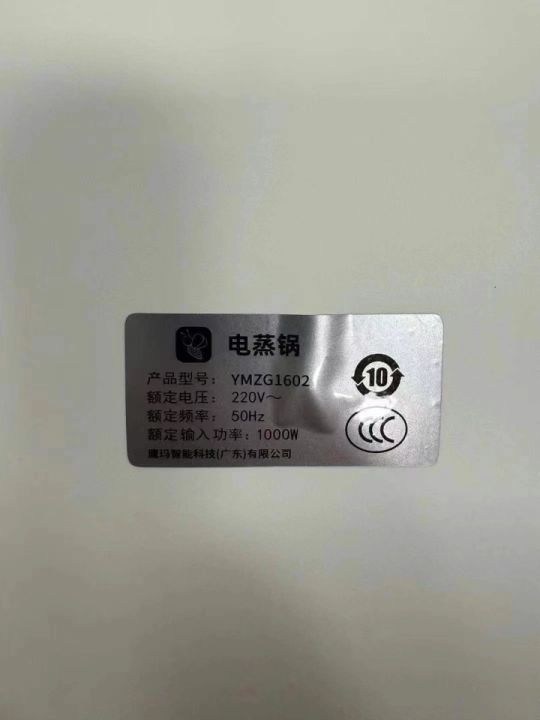 电蒸锅
产品型号： YMZG1602
额定电压： 220V～
额定频率： 50Hz
额定输入功率：1000W
鹰玛智能科技(广东)有限公司
10
CCC